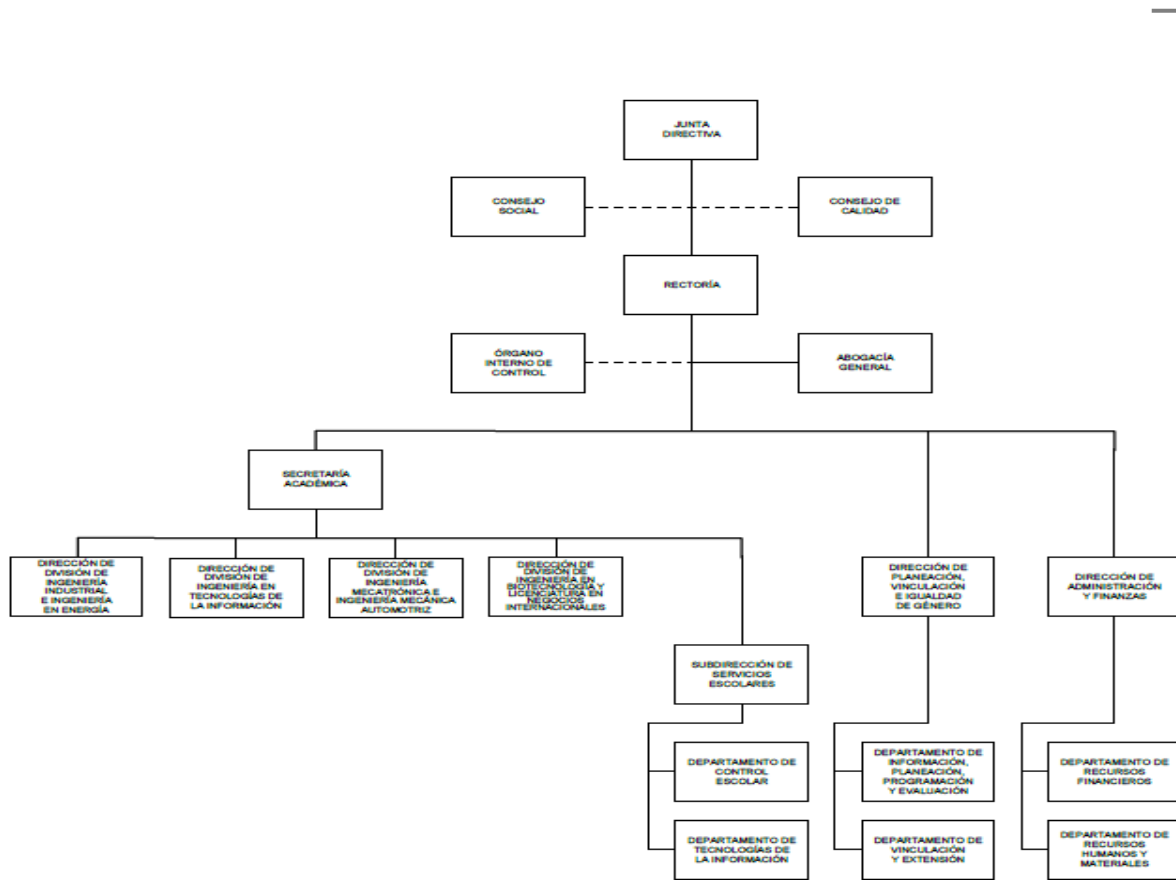 JUNTA
DIRECTIVA
CONSEJO
SOCIAL
CONSEJO DE
CALIDAD
RECTORÍA
ÓRGANO
INTERNO DE
CONTROL
ABOGACÍA
GENERAL
SECRETARÍA
ACADÉMICA
DIRECCIÓN DE
DIVISIÓN DE
INGENIERÍA
INDUSTRIAL
E INGENIERÍA
EN ENERGÍA
DIRECCIÓN DE
DIVISIÓN DE
INGENIERÍA EN
TECNOLOGÍAS DE
LA INFORMACIÓN
DIRECCIÓN DE
DIVISIÓN DE
INGENIERÍA
MECATRÓNICA E
INGENIERÍA MECÁNICA
AUTOMOTRIZ
DIRECCIÓN DE
DIVISIÓN DE
INGENIERÍA EN
BIOTECNOLOGÍA Y
LICENCIATURA EN
NEGOCIOS
INTERNACIONALES
DIRECCIÓN DE
PLANEACIÓN,
VINCULACIÓN
E IGUALDAD
DE GÉNERO
DIRECCIÓN DE
ADMINISTRACIÓN
Y FINANZAS
SUBDIRECCIÓN DE
SERVICIOS
ESCOLARES
DEPARTAMENTO DE
CONTROL
ESCOLAR
DEPARTAMENTO DE
INFORMACIÓN,
PLANEACIÓN,
PROGRAMACIÓN
Y EVALUACIÓN
DEPARTAMENTO DE
RECURSOS
FINANCIEROS
DEPARTAMENTO DE
TECNOLOGÍAS DE
LA INFORMACIÓN
DEPARTAMENTO DE
VINCULACIÓN
Y EXTENSIÓN
DEPARTAMENTO DE
RECURSOS
HUMANOS Y
MATERIALES